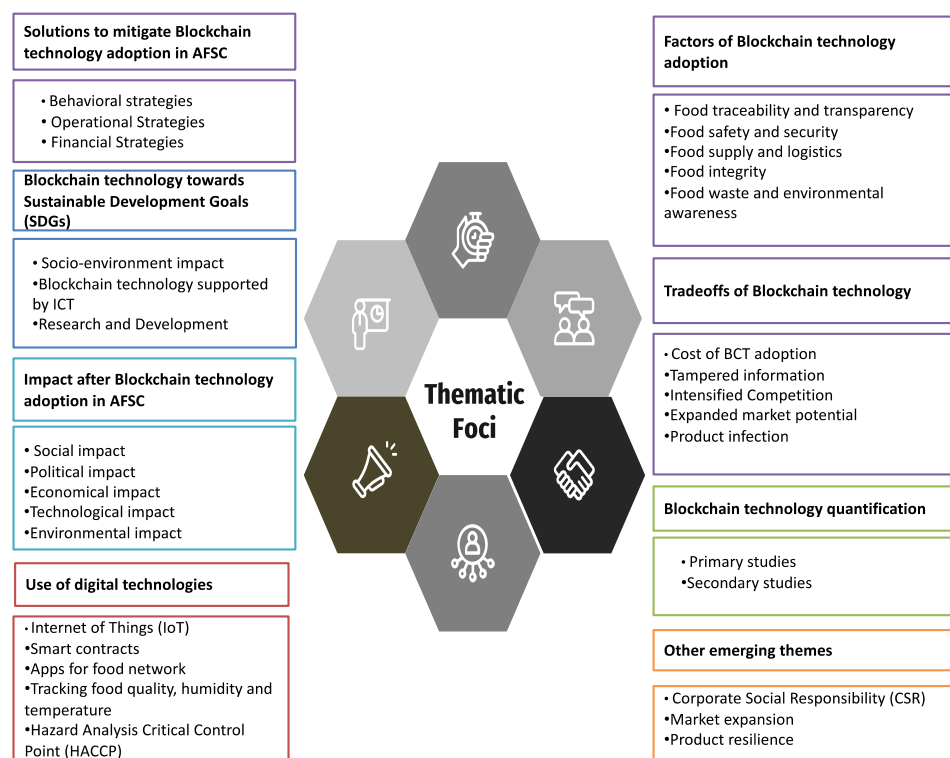 Solutions to mitigate Blockchain
technology adoption in AFSC
• Behavioral strategies
• Operational Strategies
• Financial Strategies
Blockchain technology towards
Sustainable Development Goals
(SDGs)
• Socio-environment impact
•Blockchain technology supported
by ICT
•Research and Development
Impact after Blockchain technology
adoption in AFSC
• Social impact
•Political impact
•Economical impact
•Technological impact
•Environmental impact
Use of digital technologies
• Internet of Things (IoT)
•Smart contracts
•Apps for food network
•Tracking food quality, humidity and
temperature
•Hazard Analysis Critical Control
Point (HACCP)
Thematic
Foci
Factors of Blockchain technology
adoption
• Food traceability and transparency
•Food safety and security
•Food supply and logistics
•Food integrity
•Food waste and environmental
awareness
Tradeoffs of Blockchain technology
• Cost of BCT adoption
•Tampered information
•Intensified Competition
•Expanded market potential
•Product infection
Blockchain technology quantification
• Primary studies
•Secondary studies
Other emerging themes
• Corporate Social Responsibility (CSR)
•Market expansion
•Product resilience